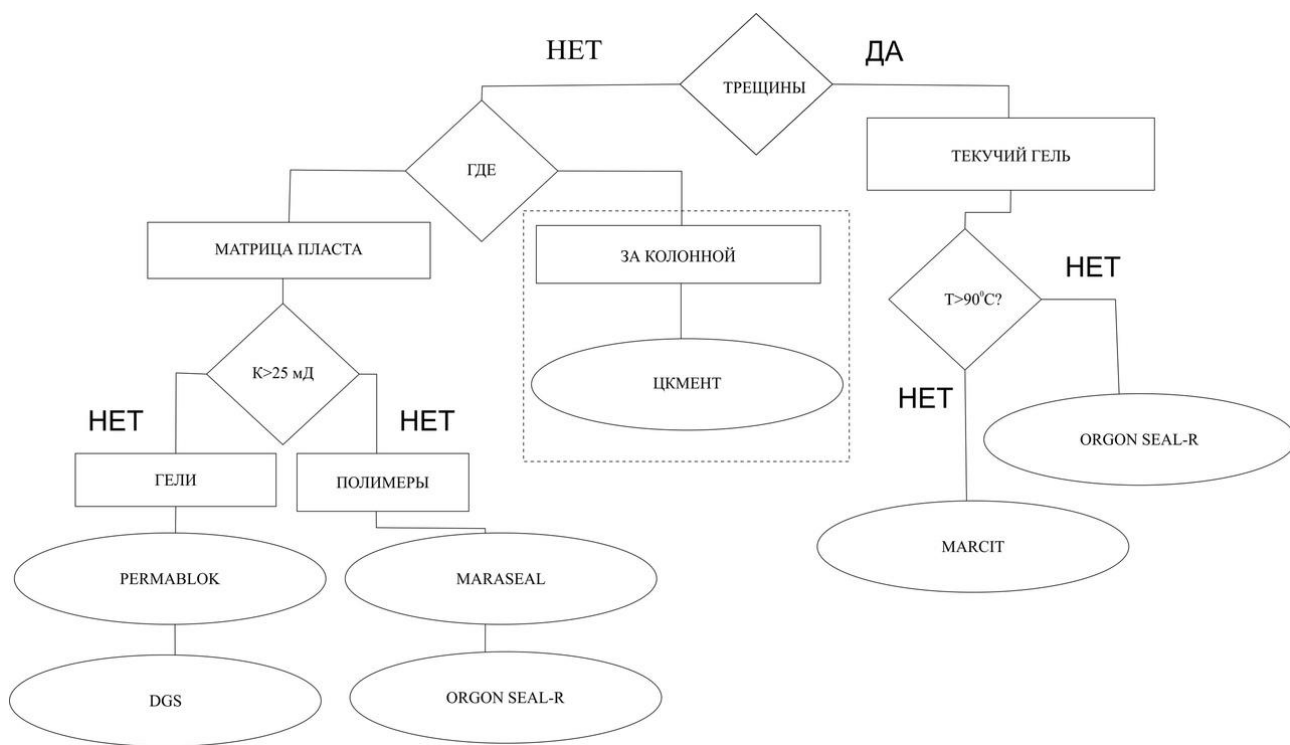 НЕТ
ДА
ТРЕЩИНЫ
ГДЕ
ТЕКУЧИЙ ГЕЛЬ
МАТРИЦА ПЛАСТА
ЗА КОЛОННОЙ
T>90⁰C?
НЕТ
К>25 мД
ЦКМЕНТ
НЕТ
НЕТ
НЕТ
ORGON SEAL-R
ГЕЛИ
ПОЛИМЕРЫ
MARCIT
PERMABLOK
MARASEAL
DGS
ORGON SEAL-R